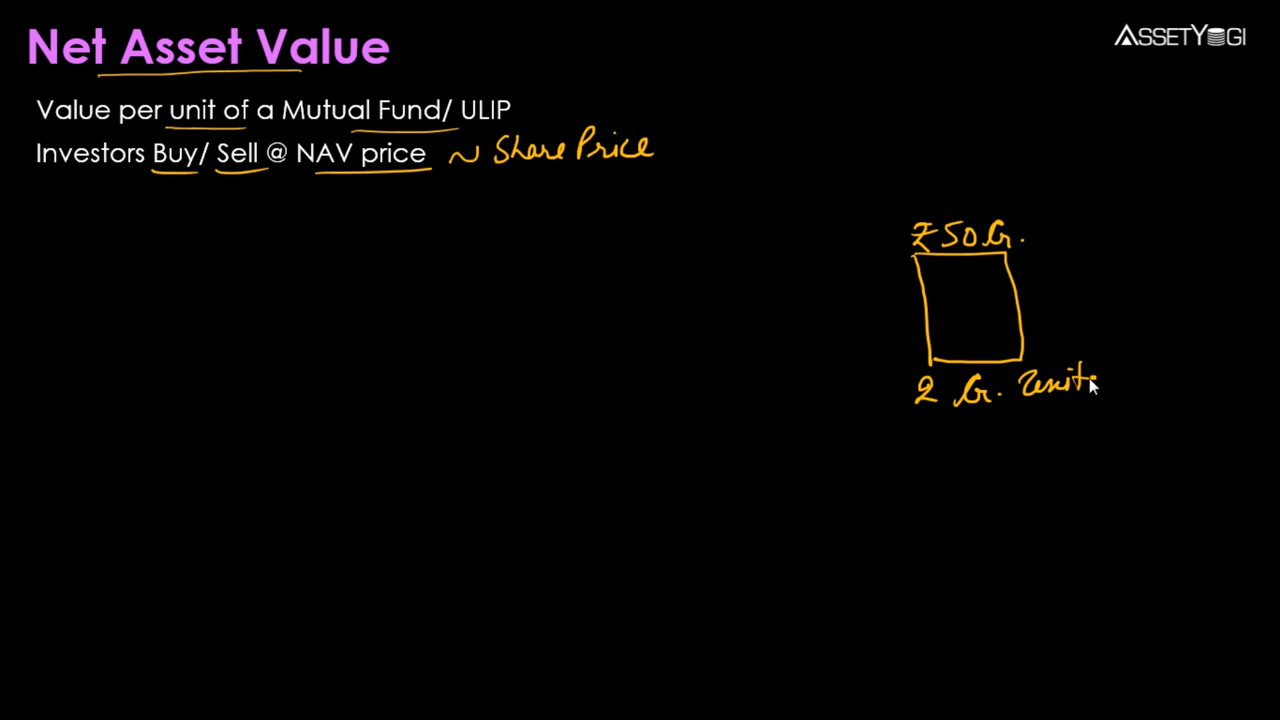 Net Asset Value
ASSETYOGI
Value per unit of a Mutual Fund/ ULIP
Investors Buy/ Sell @ NAV price ~ Share Price
₹50 Cr.
2 Cr. Units